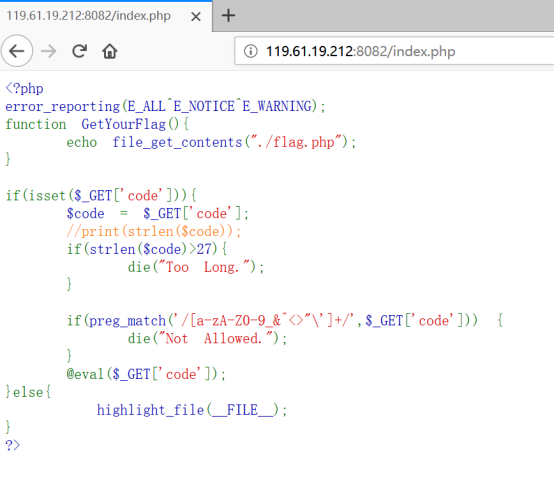 119.61.19.212:8082/index.php
119.61.19.212:8082/index.php
<?php
error_reporting(E_ALL^E_NOTICE^E_WARNING);
function GetYourFlag(){
echo file_get_contents("./flag.php");
}
if(isset($_GET['code'])){
$code = $_GET['code'];
//print(strlen($code));
if(strlen($code)>27){
die("Too Long.");
}
if(preg_match('/[a-zA-Z0-9_&^<>"\']+/',$_GET['code'])) {
die("Not Allowed.");
}
@eval($_GET['code']);
}else{
highlight_file(__FILE__);
}
?>